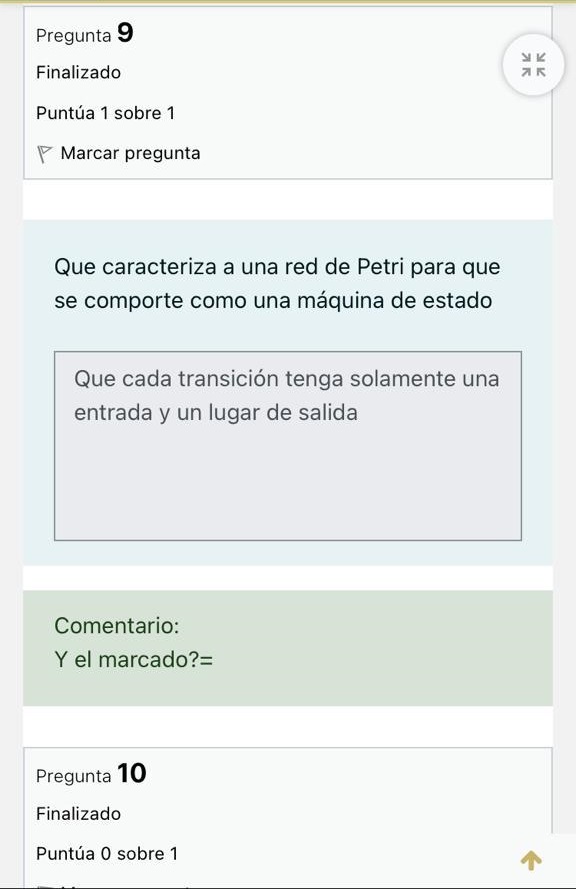 Pregunta 9
Finalizado
Puntúa 1 sobre 1
Marcar pregunta
Que caracteriza a una red de Petri para que
se comporte como una máquina de estado
Que cada transición tenga solamente una
entrada y un lugar de salida
Comentario:
Y el marcado?=
Pregunta 10
Finalizado
Puntúa 0 sobre 1